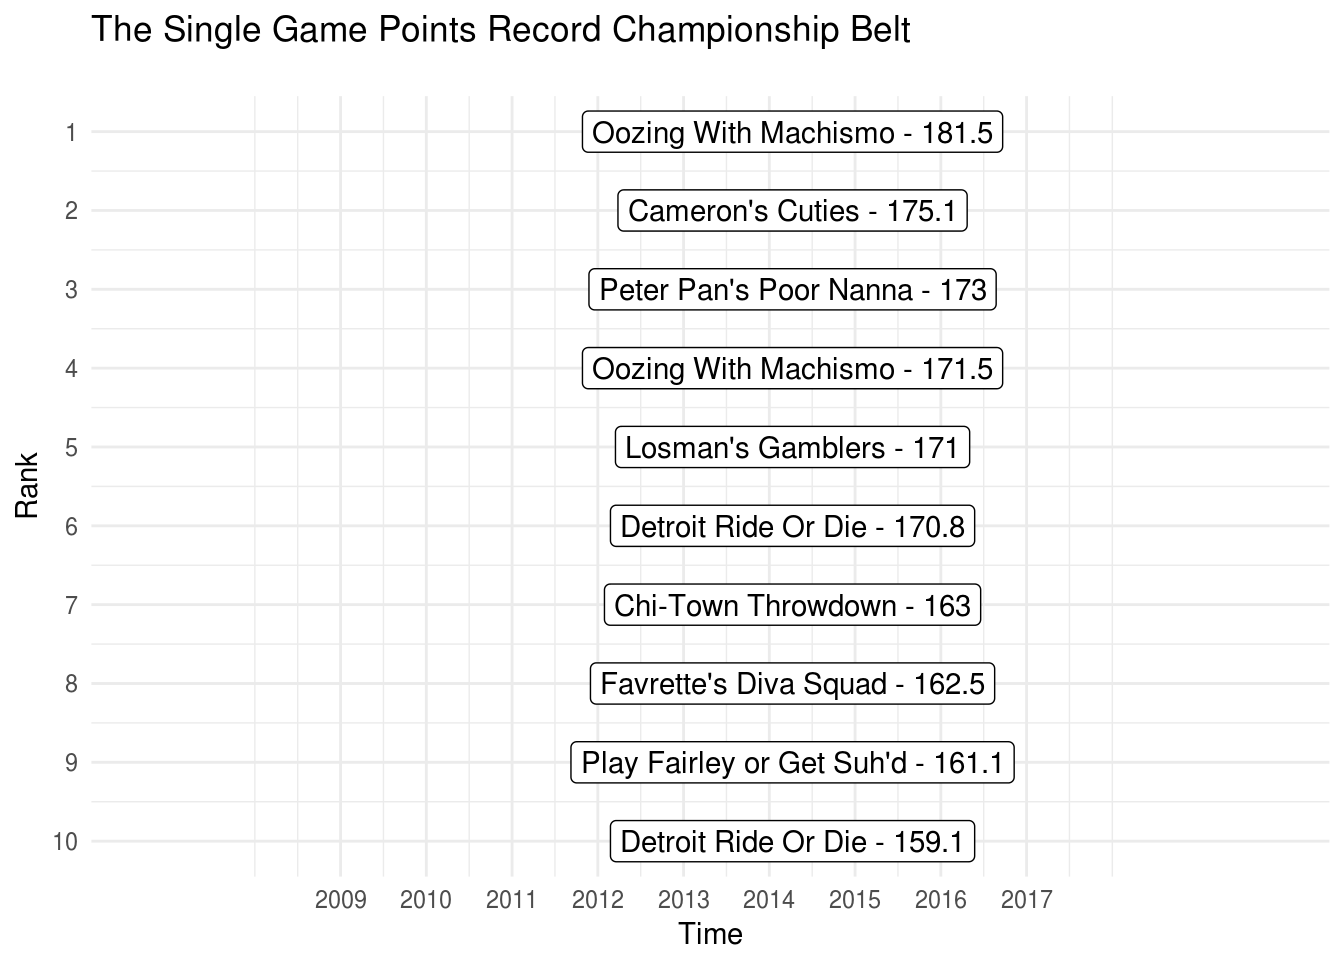 The Single Game Points Record Championship Belt
1
Oozing With Machismo - 181.5
2
Cameron's Cuties - 175.1
3
Peter Pan's Poor Nanna - 173
4
Oozing With Machismo - 171.5
5
Losman's Gamblers - 171
Rank
6
Detroit Ride Or Die - 170.8
7
Chi-Town Throwdown - 163
8
Favrette's Diva Squad - 162.5
9
Play Fairley or Get Suh'd - 161.1
10
Detroit Ride Or Die - 159.1
2009 2010 2011 2012 2013 2014 2015 2016 2017
Time